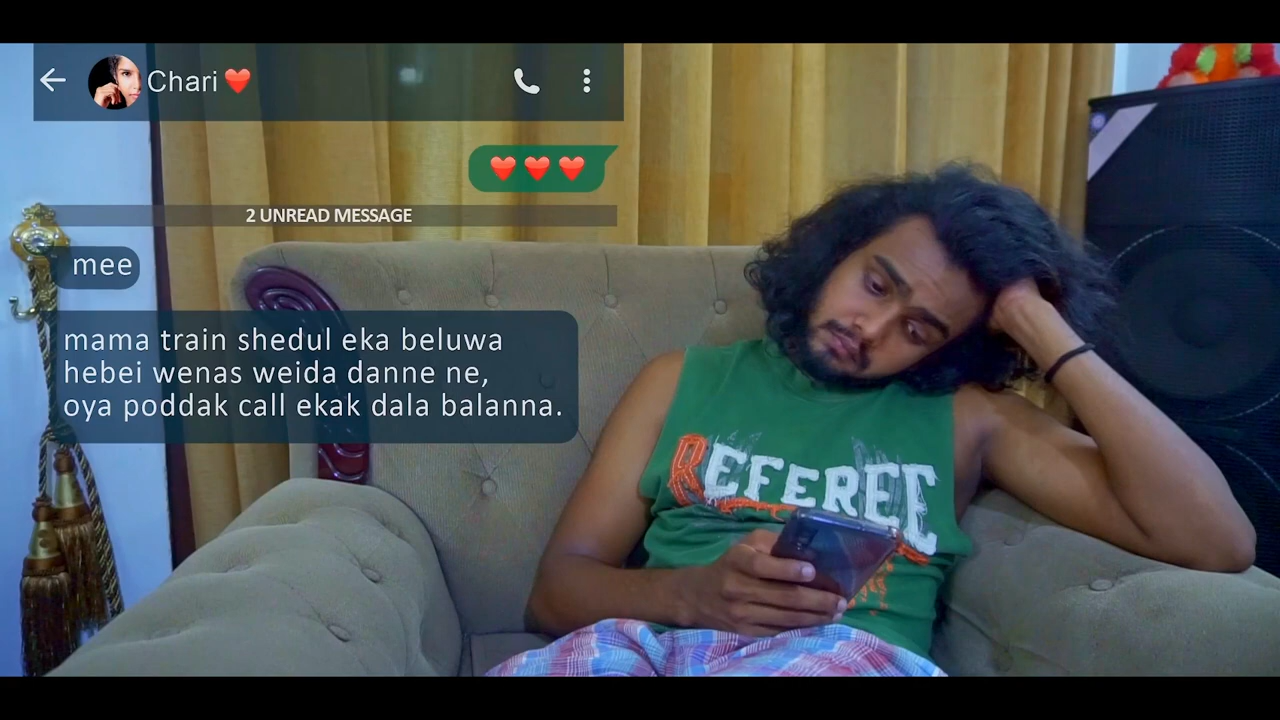 Chari ❤️
❤️❤️❤️
2 UNREAD MESSAGE
mee
mama train shedul eka beluwa
hebei wenas weida danne ne,
oya poddak call ekak dala balanna.
REFEREE